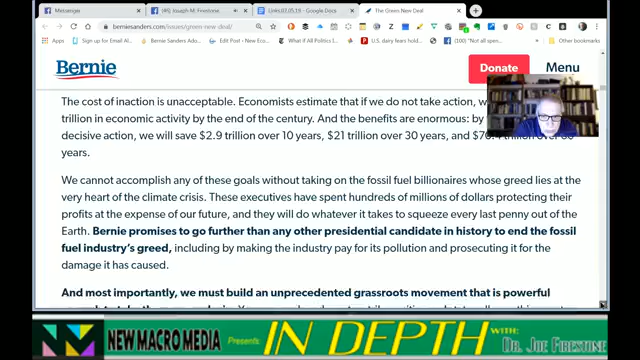 Messenger
(#5) Joseph M. Firestone
Links.03.05.19 - Google Docs
The Green New Deal
berniesanders.com/issues/green-new-deal/
Apps
Sign up for Email Al
Bernie Sanders Ado
What if All Politics I
U.S. dairy fears hold
(1) "Not all spen
Other bookmarks
Bernie
Donate
Menu
The cost of inaction is unacceptable. Economists estimate that if we do not take action, w
trillion in economic activity by the end of the century. And the benefits are enormous: by
decisive action, we will save $2.9 trillion over 10 years, $21 trillion over 30 years, and
years.
We cannot accomplish any of these goals without taking on the fossil fuel billionaires whose greed lies at the
very heart of the climate crisis. These executives have spent hundreds of millions of dollars protecting their
profits at the expense of our future, and they will do whatever it takes to squeeze every last penny out of the
Earth. Bernie promises to go further than any other presidential candidate in history to end the fossil
fuel industry's greed, including by making the industry pay for its pollution and prosecuting it for the
damage it has caused.
And most importantly, we must build an unprecedented grassroots movement that is powerful
NEW MACRO MEDIA Presents: IN DEPTH WITH:
DR. JOE FIRESTONE